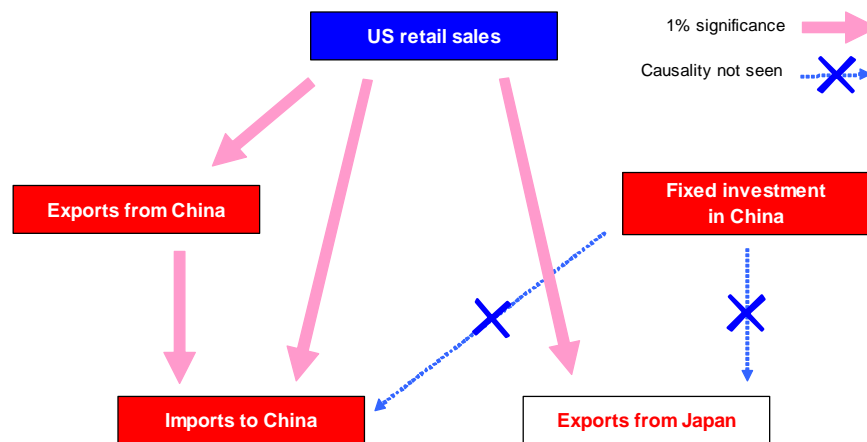 US retail sales
1% significance
Causality not seen
Exports from China
Fixed investment
in China
Imports to China
Exports from Japan